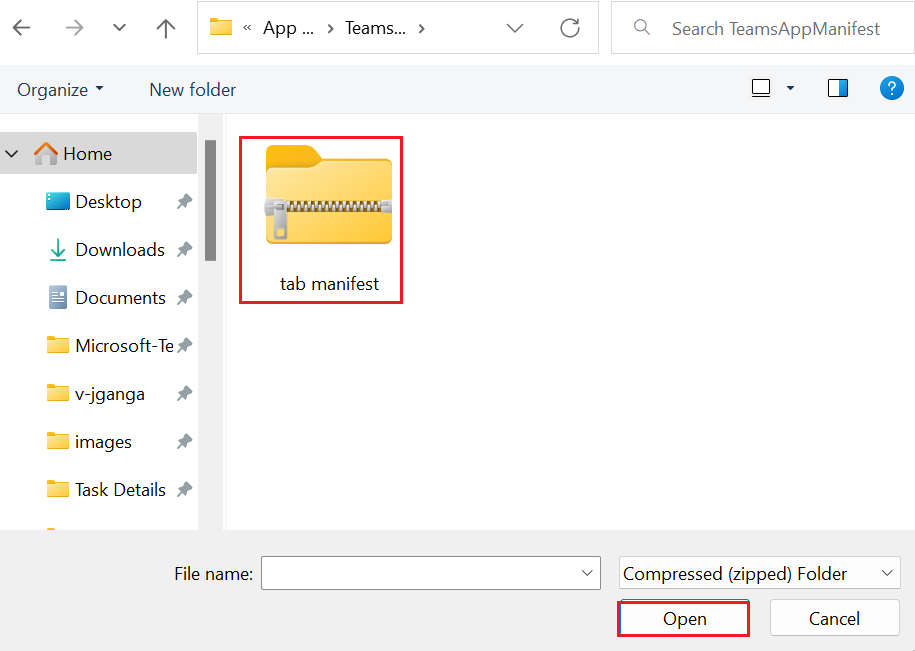 « App ... › Teams... ›
Search TeamsAppManifest
Organize
New folder
?
Home
Desktop
Downloads
Documents
Microsoft-Te
v-jganga
images
Task Details
tab manifest
File name:
Compressed (zipped) Folder
Open
Cancel